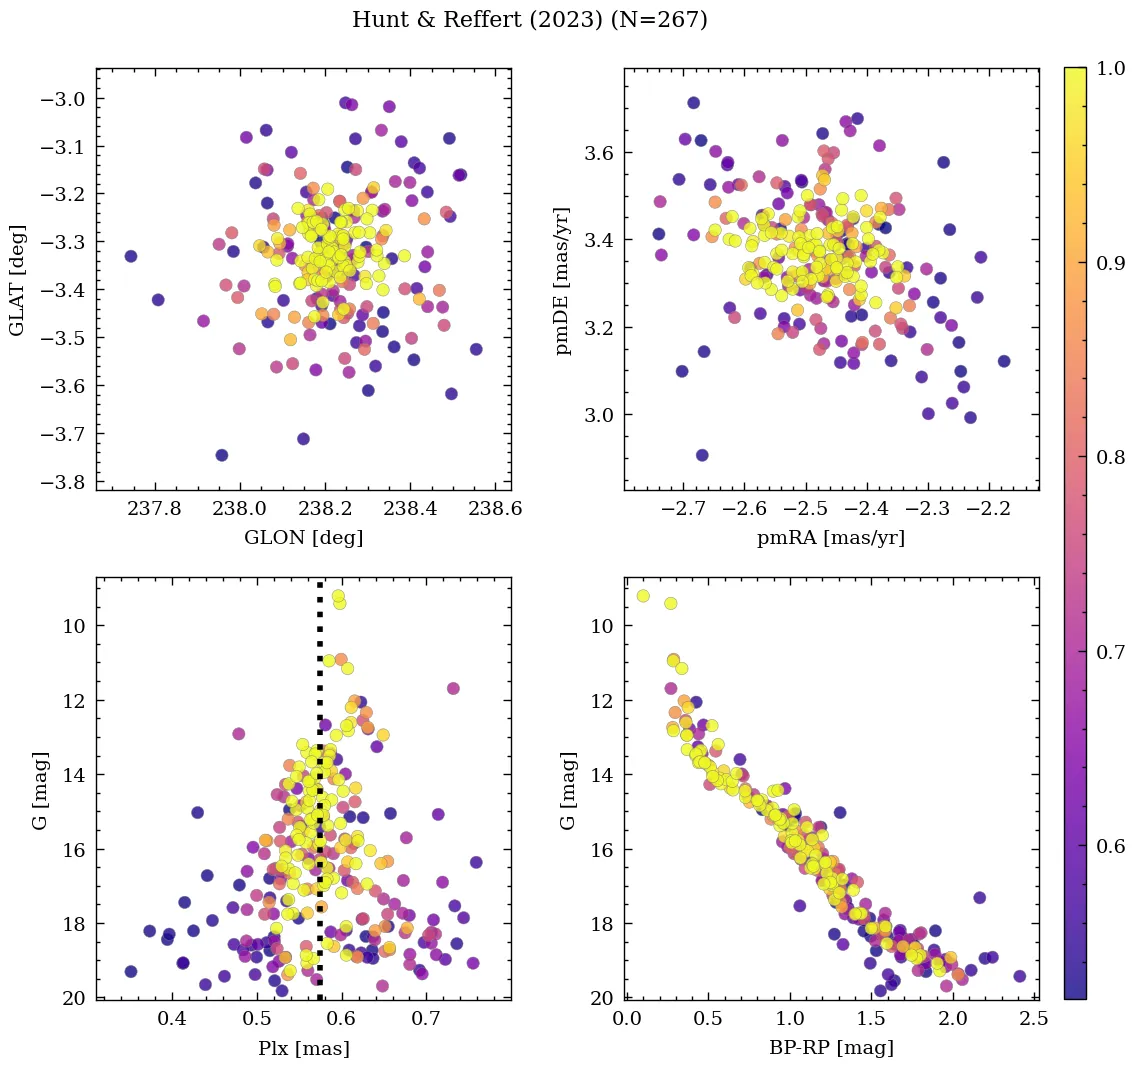 Hunt & Reffert (2023) (N=267)
−3.0
−3.1
−3.2
−3.3
−3.4
−3.5
−3.6
−3.7
−3.8
GLAT [deg]
237.8 238.0 238.2 238.4 238.6
GLON [deg]
3.6
3.4
3.2
3.0
pmDE [mas/yr]
−2.7 −2.6 −2.5 −2.4 −2.3 −2.2
pmRA [mas/yr]
10
12
14
16
18
20
G [mag]
0.4 0.5 0.6 0.7
Plx [mas]
10
12
14
16
18
20
G [mag]
0.0 0.5 1.0 1.5 2.0 2.5
BP-RP [mag]
1.0
0.9
0.8
0.7
0.6